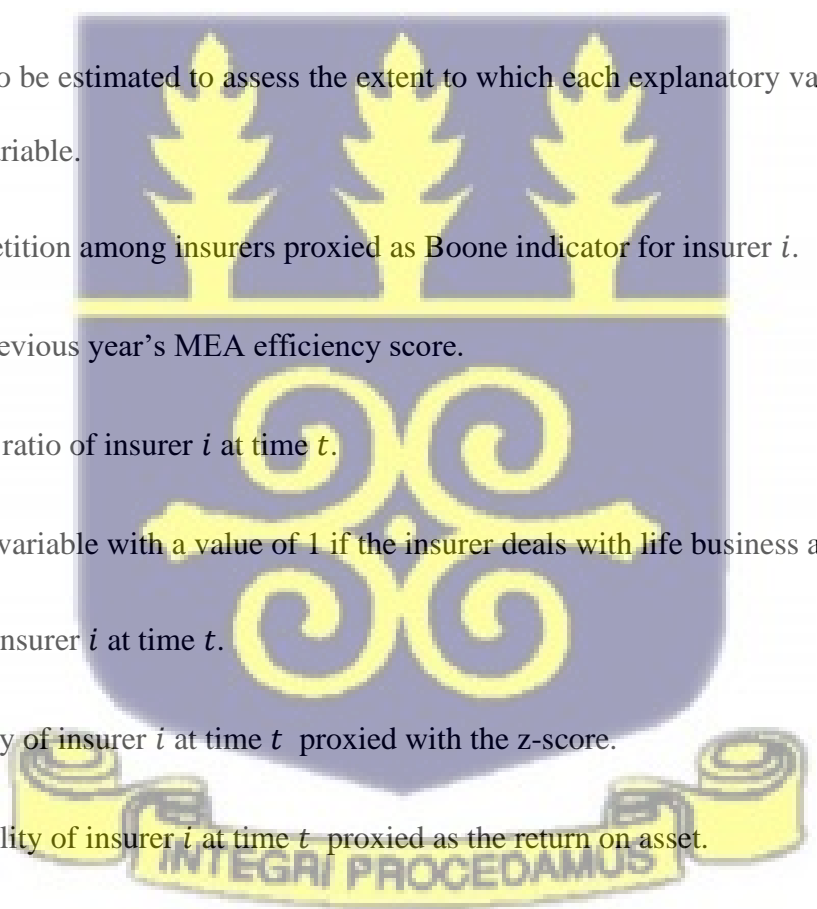 o be estimated to assess the extent to which each explanatory va
riable.
etition among insurers proxied as Boone indicator for insurer i.
evious year’s MEA efficiency score.
ratio of insurer i at time t.
variable with a value of 1 if the insurer deals with life business a
nsurer i at time t.
y of insurer i at time t proxied with the z-score.
lity of insurer i at time t proxied as the return on asset.
INTEGRI PROCEDAMUS